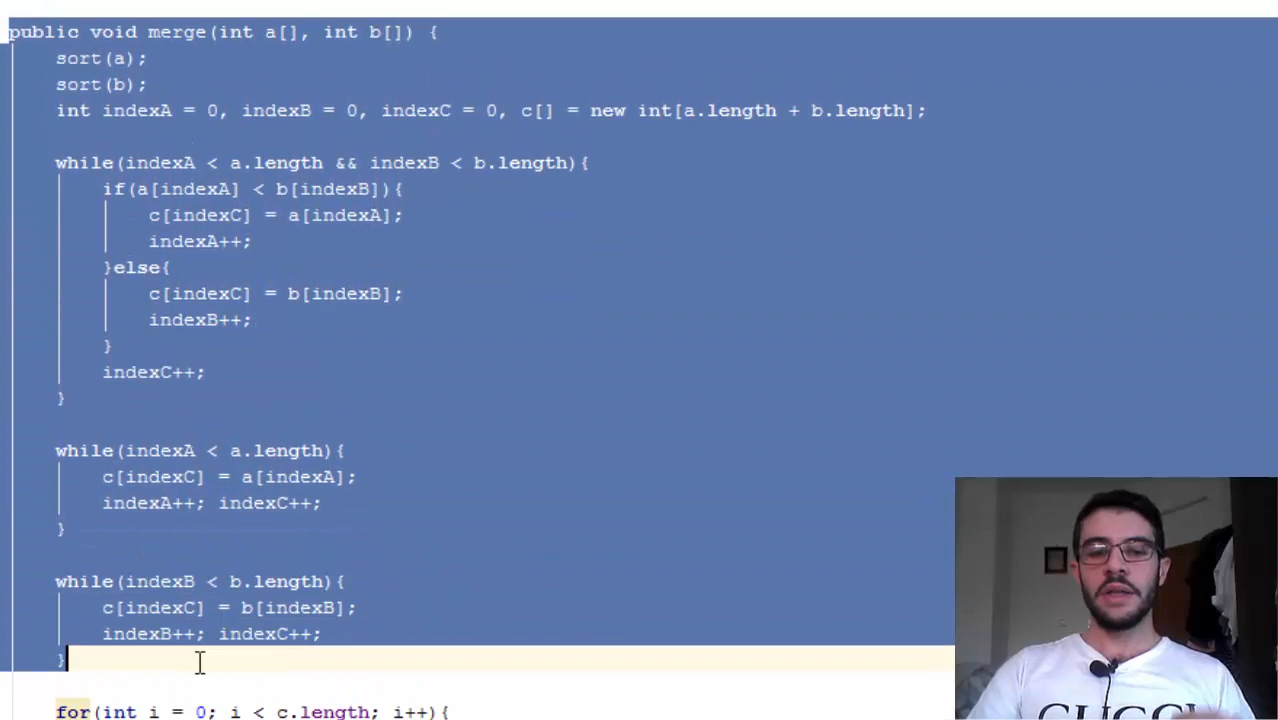 public void merge(int a[], int b[]) {
sort(a);
sort(b);
int indexA = 0, indexB = 0, indexC = 0, c[] = new int[a.length + b.length];
while(indexA < a.length && indexB < b.length){
if(a[indexA] < b[indexB]){
c[indexC] = a[indexA];
indexA++;
}else{
c[indexC] = b[indexB];
indexB++;
}
indexC++;
}
while(indexA < a.length){
c[indexC] = a[indexA];
indexA++; indexC++;
}
while(indexB < b.length){
c[indexC] = b[indexB];
indexB++; indexC++;
}
for(int i = 0; i < c.length; i++){
GUCCI